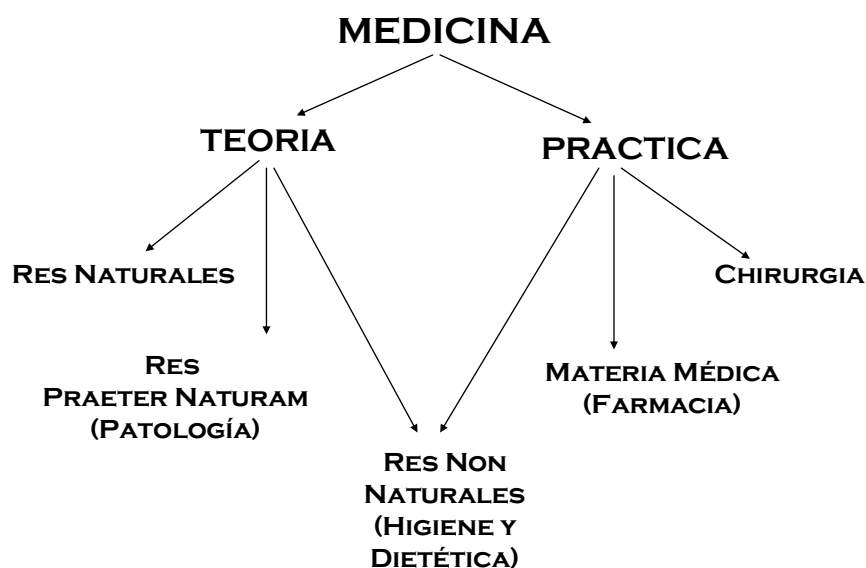 MEDICINA
TEORIA
PRACTICA
RES NATURALES
CHIRURGIA
RES
PRAETER NATURAM
(PATOLOGÍA)
MATERIA MÉDICA
(FARMACIA)
RES NON
NATURALES
(HIGIENE Y
DIETÉTICA)